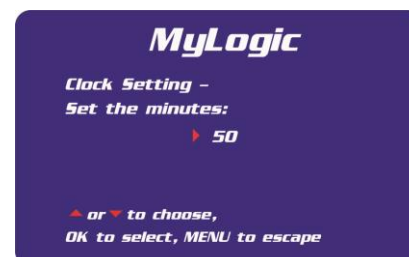 MyLogic
Clock Setting –
Set the minutes:
50
or to choose,
OK to select, MENU to escape